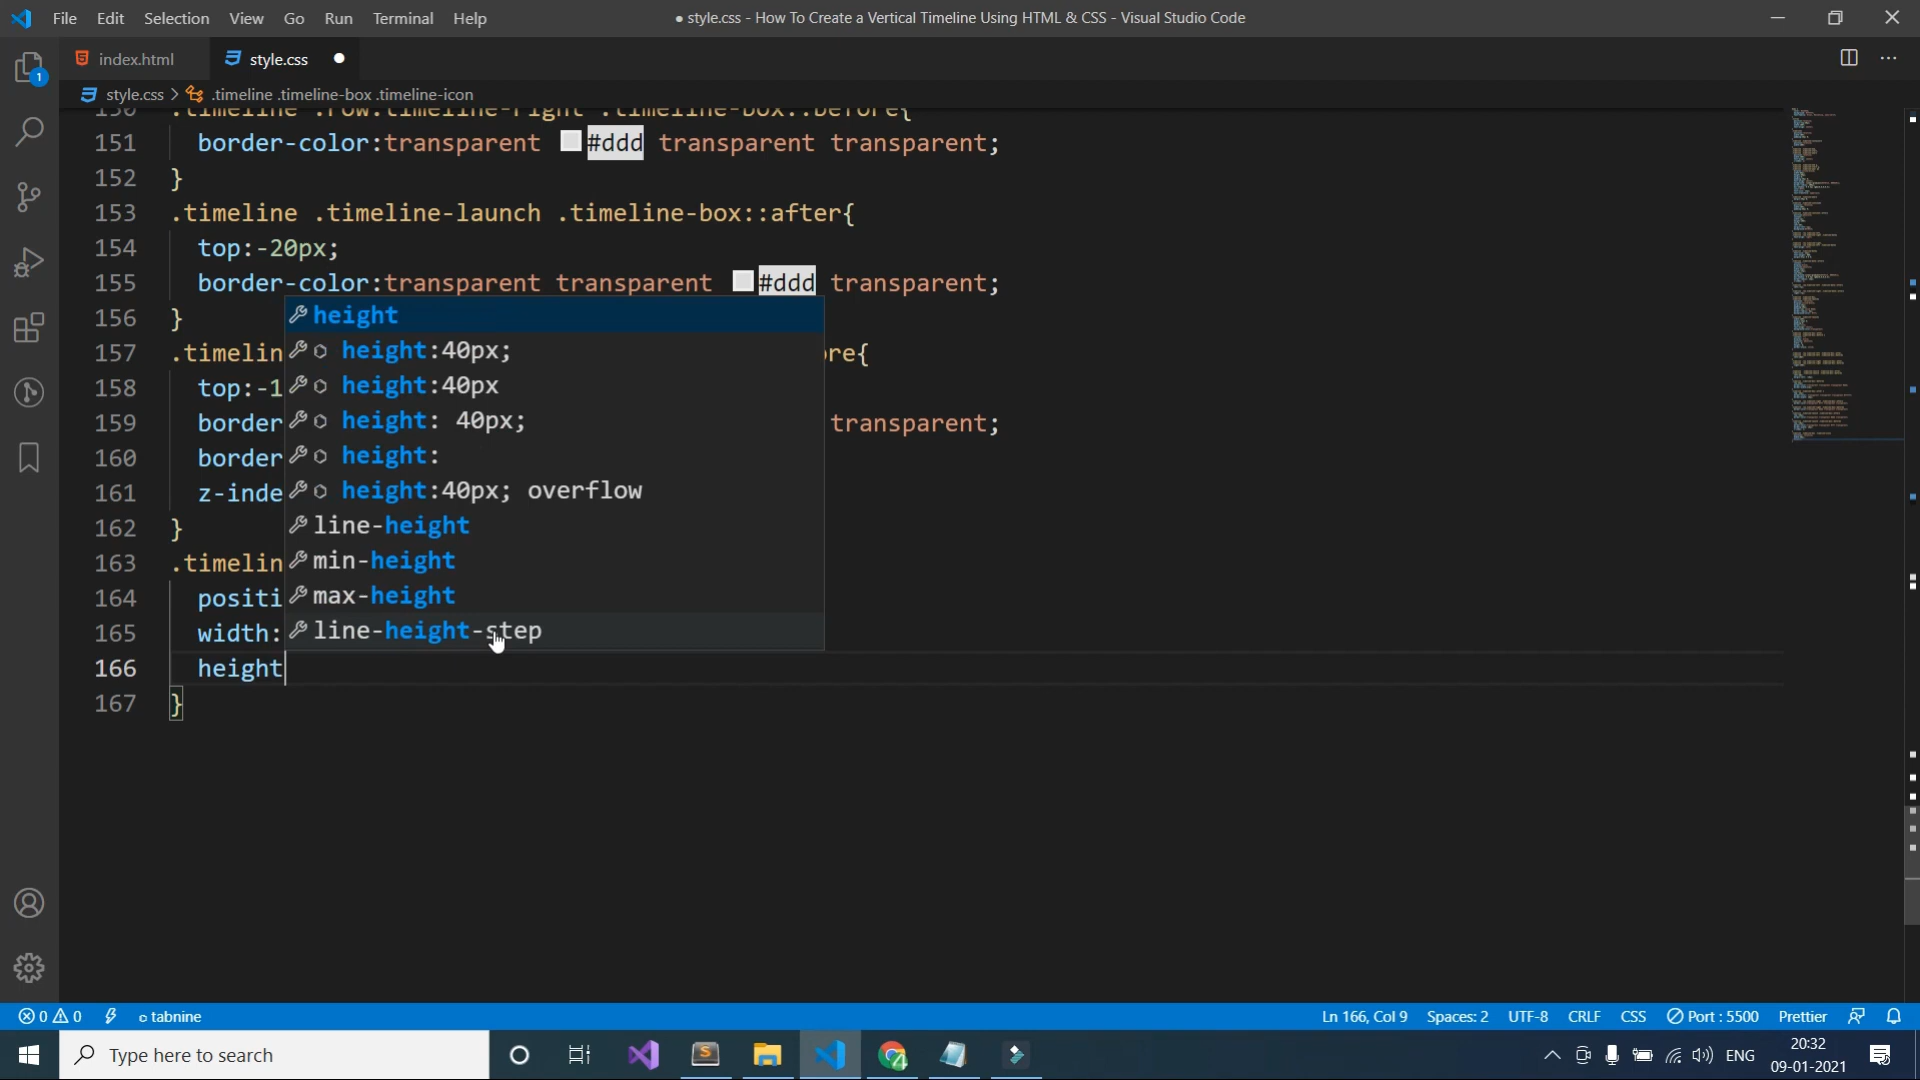 File Edit Selection View Go Run Terminal Help
● style.css - How To Create a Vertical Timeline Using HTML & CSS - Visual Studio Code
index.html
style.css ●
style.css > .timeline .timeline-box .timeline-icon
150 .timeline .row.timeline-right .timeline-box::before{
151 border-color:transparent #ddd transparent transparent;
152 }
153 .timeline .timeline-launch .timeline-box::after{
154 top:-20px;
155 border-color:transparent transparent #ddd transparent;
156 }
157 .timelin re{
158 top:-1
159 border transparent;
160 border
161 z-inde
162 }
163 .timelin
164 positi
165 width:
166 height
167 }
height
height:40px;
height:40px
height: 40px;
height:
height:40px; overflow
line-height
min-height
max-height
line-height-step
1
0 0
tabnine
Ln 166, Col 9 Spaces: 2 UTF-8 CRLF CSS Port : 5500 Prettier
Type here to search
ENG
20:32
09-01-2021